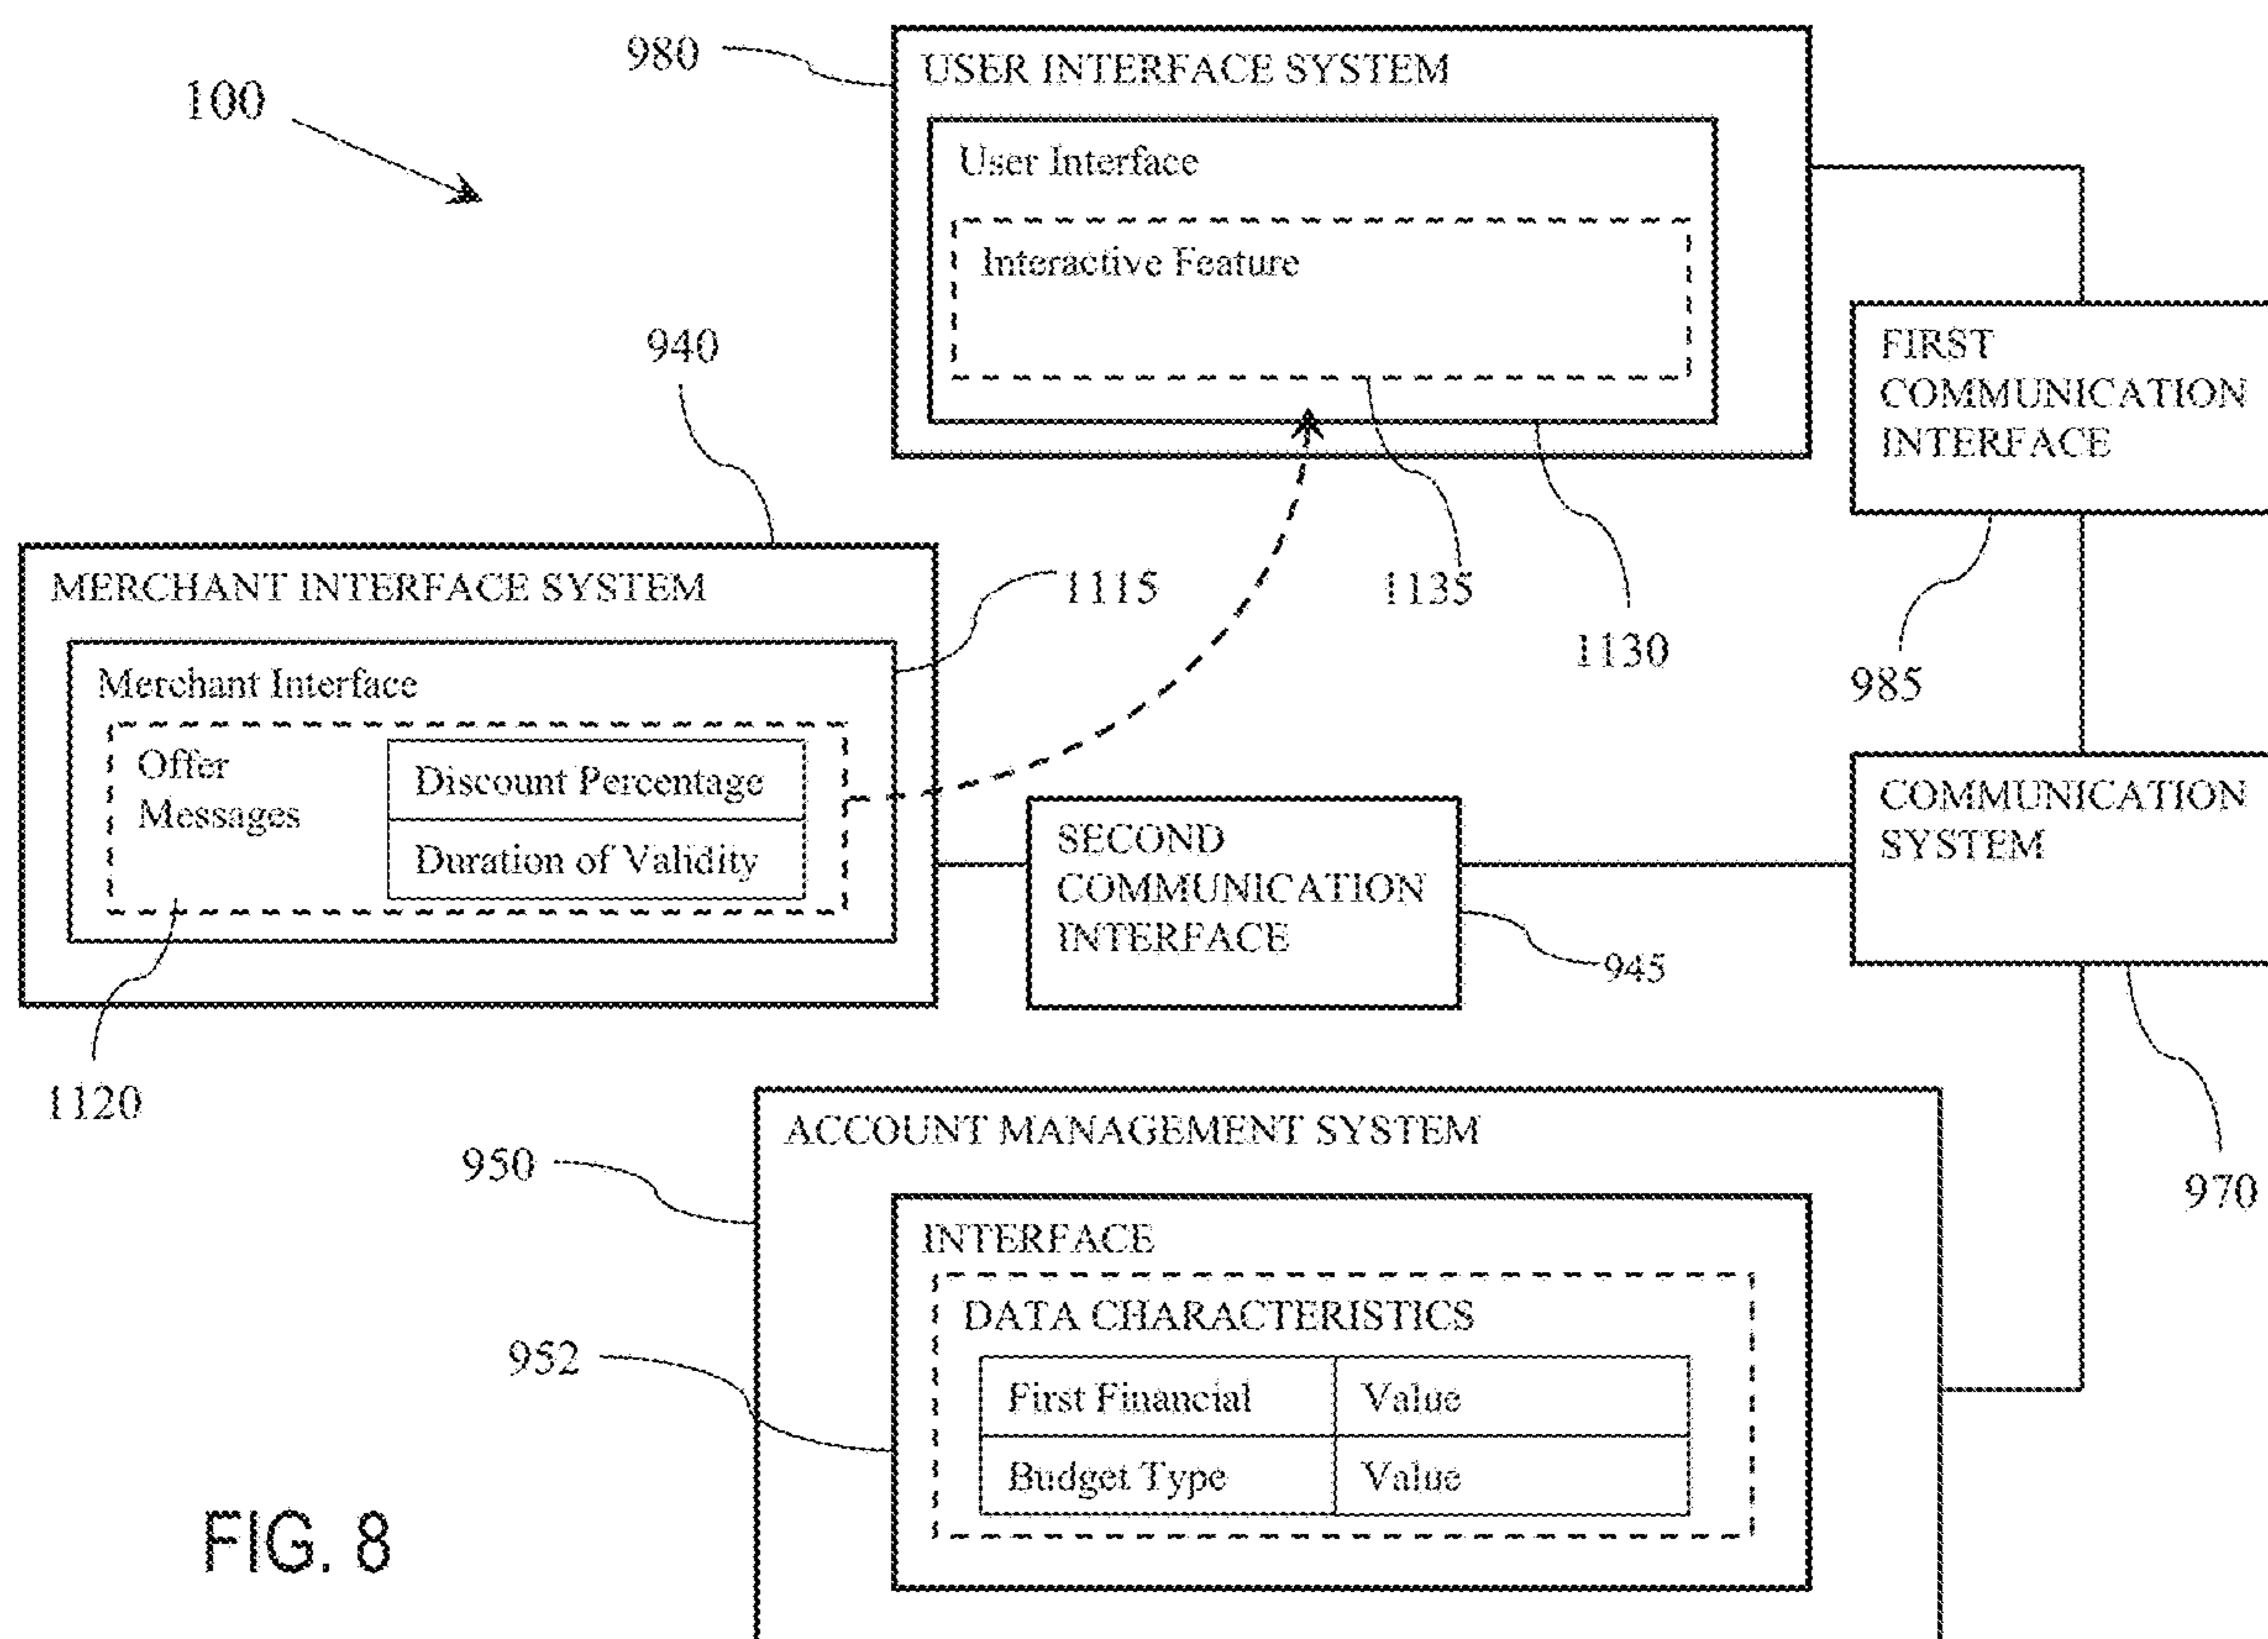 980
USER INTERFACE SYSTEM
100
User Interface
Interactive Feature
940
FIRST
COMMUNICATION
INTERFACE
MERCHANT INTERFACE SYSTEM
1115
1135
1130
985
Merchant Interface
Offer
Messages
Discount Percentage
Duration of Validity
SECOND
COMMUNICATION
INTERFACE
945
COMMUNICATION
SYSTEM
1120
970
950
ACCOUNT MANAGEMENT SYSTEM
INTERFACE
DATA CHARACTERISTICS
952
First Financial
Value
Budget Type
Value
FIG. 8